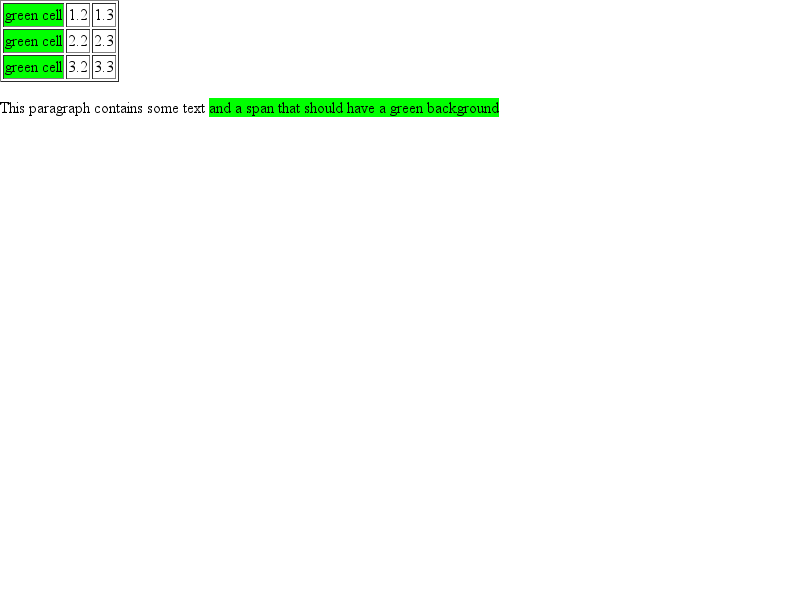 green cell 1.2 1.3
green cell 2.2 2.3
green cell 3.2 3.3
This paragraph contains some text and a span that should have a green background